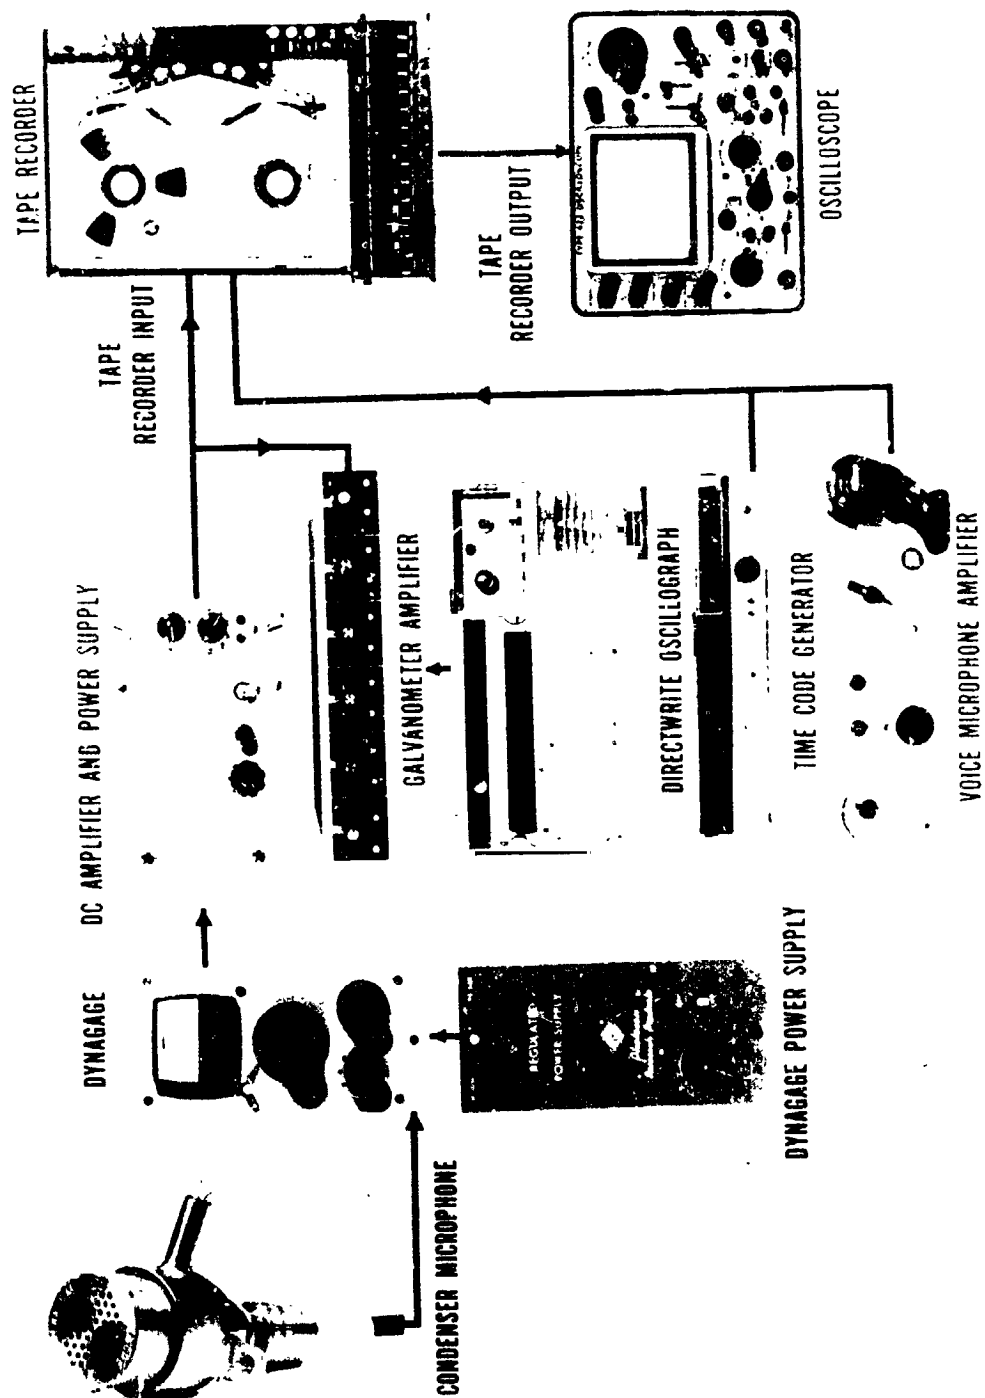 TAPE RECORDER
TAPE
RECORDER INPUT
TAPE
RECORDER OUTPUT
OSCILLOSCOPE
DC AMPLIFIER AND POWER SUPPLY
GALVANOMETER AMPLIFIER
DIRECTWRITE OSCILLOGRAPH
TIME CODE GENERATOR
VOICE MICROPHONE AMPLIFIER
DYNAGAGE
REGULATED
POWER SUPPLY
DYNAGAGE POWER SUPPLY
CONDENSER MICROPHONE